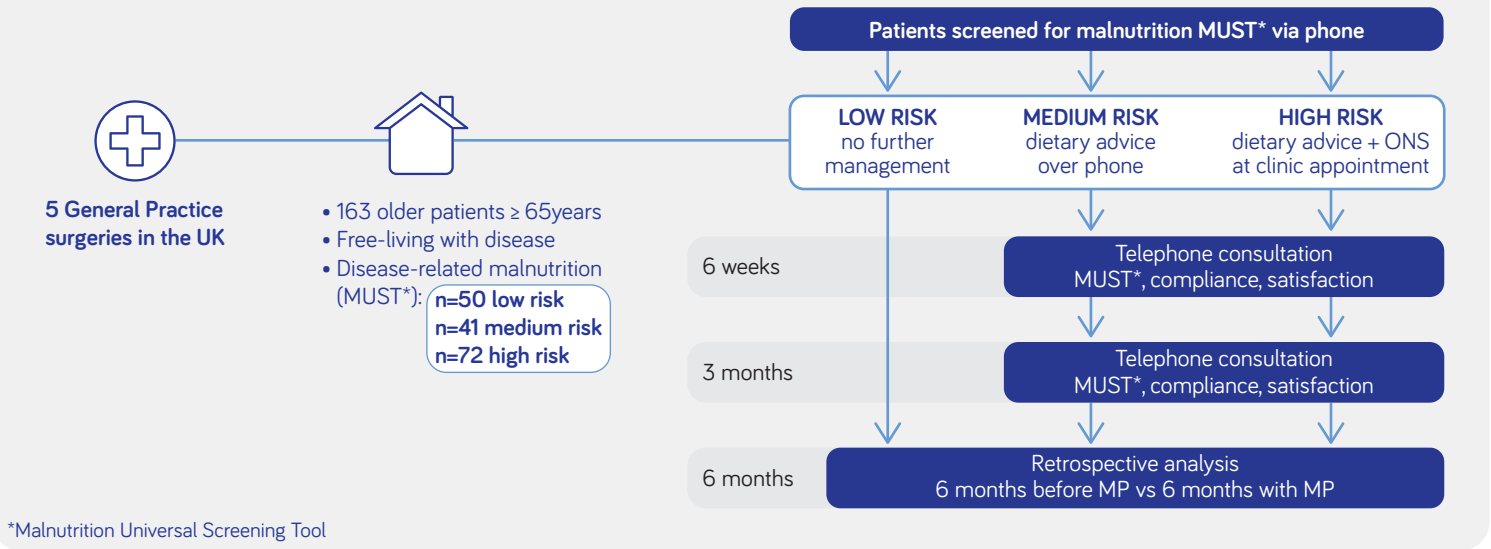 Patients screened for malnutrition MUST* via phone
LOW RISK
no further
management
MEDIUM RISK
dietary advice
over phone
HIGH RISK
dietary advice + ONS
at clinic appointment
5 General Practice
surgeries in the UK
• 163 older patients ≥ 65years
• Free-living with disease
• Disease-related malnutrition
(MUST*):
n=50 low risk
n=41 medium risk
n=72 high risk
6 weeks
Telephone consultation
MUST*, compliance, satisfaction
3 months
Telephone consultation
MUST*, compliance, satisfaction
6 months
Retrospective analysis
6 months before MP vs 6 months with MP
*Malnutrition Universal Screening Tool